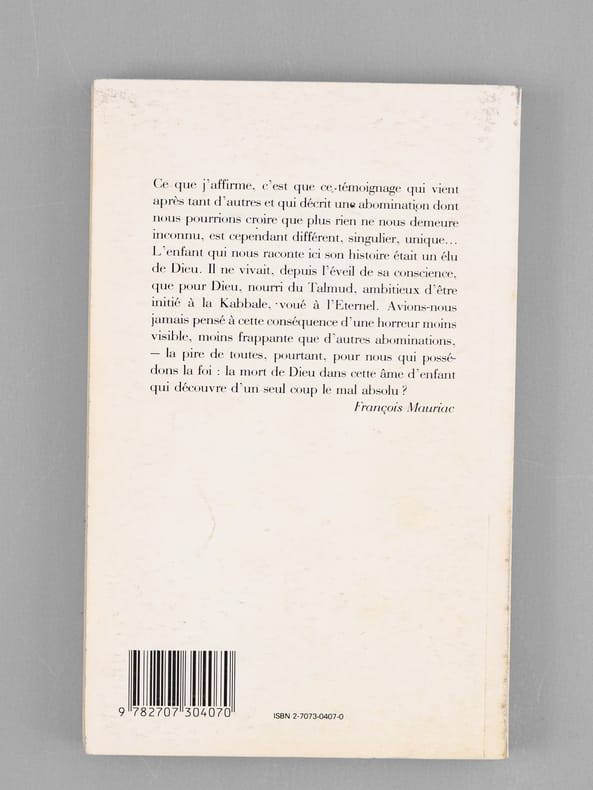 Ce que j'affirme, c'est que ce témoignage qui vient
après tant d'autres et qui décrit une abomination dont
nous pourrions croire que plus rien ne nous demeure
inconnu, est cependant différent, singulier, unique...
L'enfant qui nous raconte ici son histoire était un élu
de Dieu. Il ne vivait, depuis l'éveil de sa conscience,
que pour Dieu, nourri du Talmud, ambitieux d'être
initié à la Kabbale, voué à l'Eternel. Avions-nous
jamais pensé à cette conséquence d'une horreur moins
visible, moins frappante que d'autres abominations,
— la pire de toutes, pourtant, pour nous qui possé-
dons la foi : la mort de Dieu dans cette âme d'enfant
qui découvre d'un seul coup le mal absolu ?
François Mauriac
9 782707 304070
ISBN 2-7073-0407-0